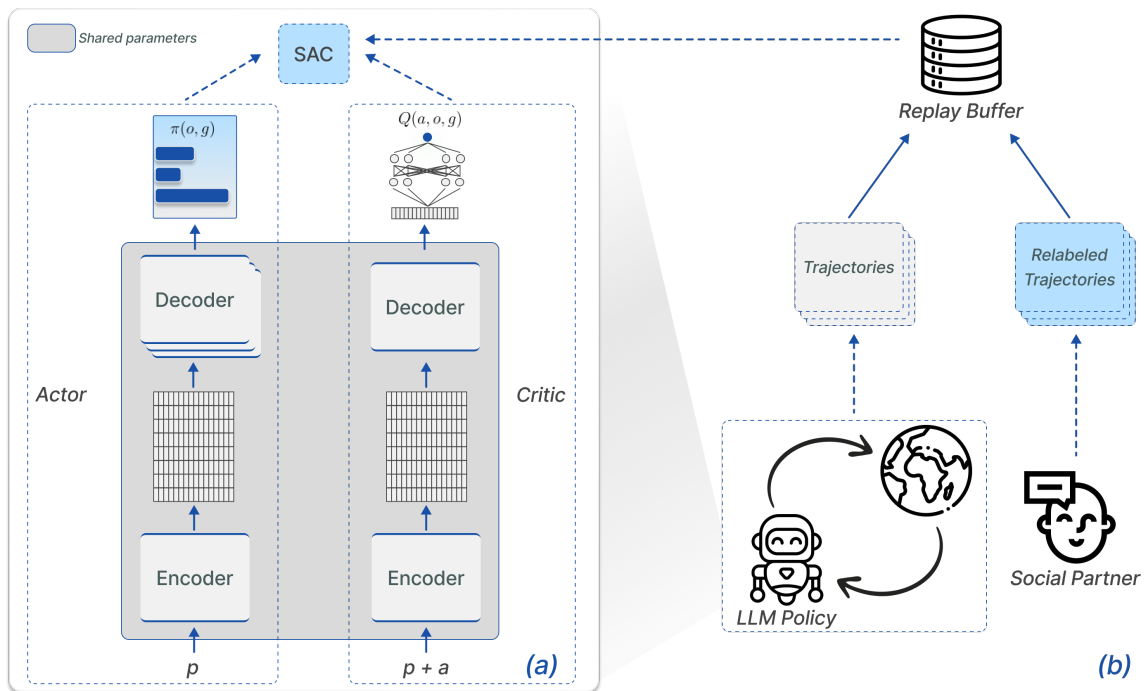 Shared parameters
SAC
Replay Buffer
π(o, g)
Q(a, o, g)
Decoder
Decoder
Trajectories
Relabeled
Trajectories
Actor
Critic
Encoder
Encoder
LLM Policy
Social Partner
p
p + a
(a)
(b)